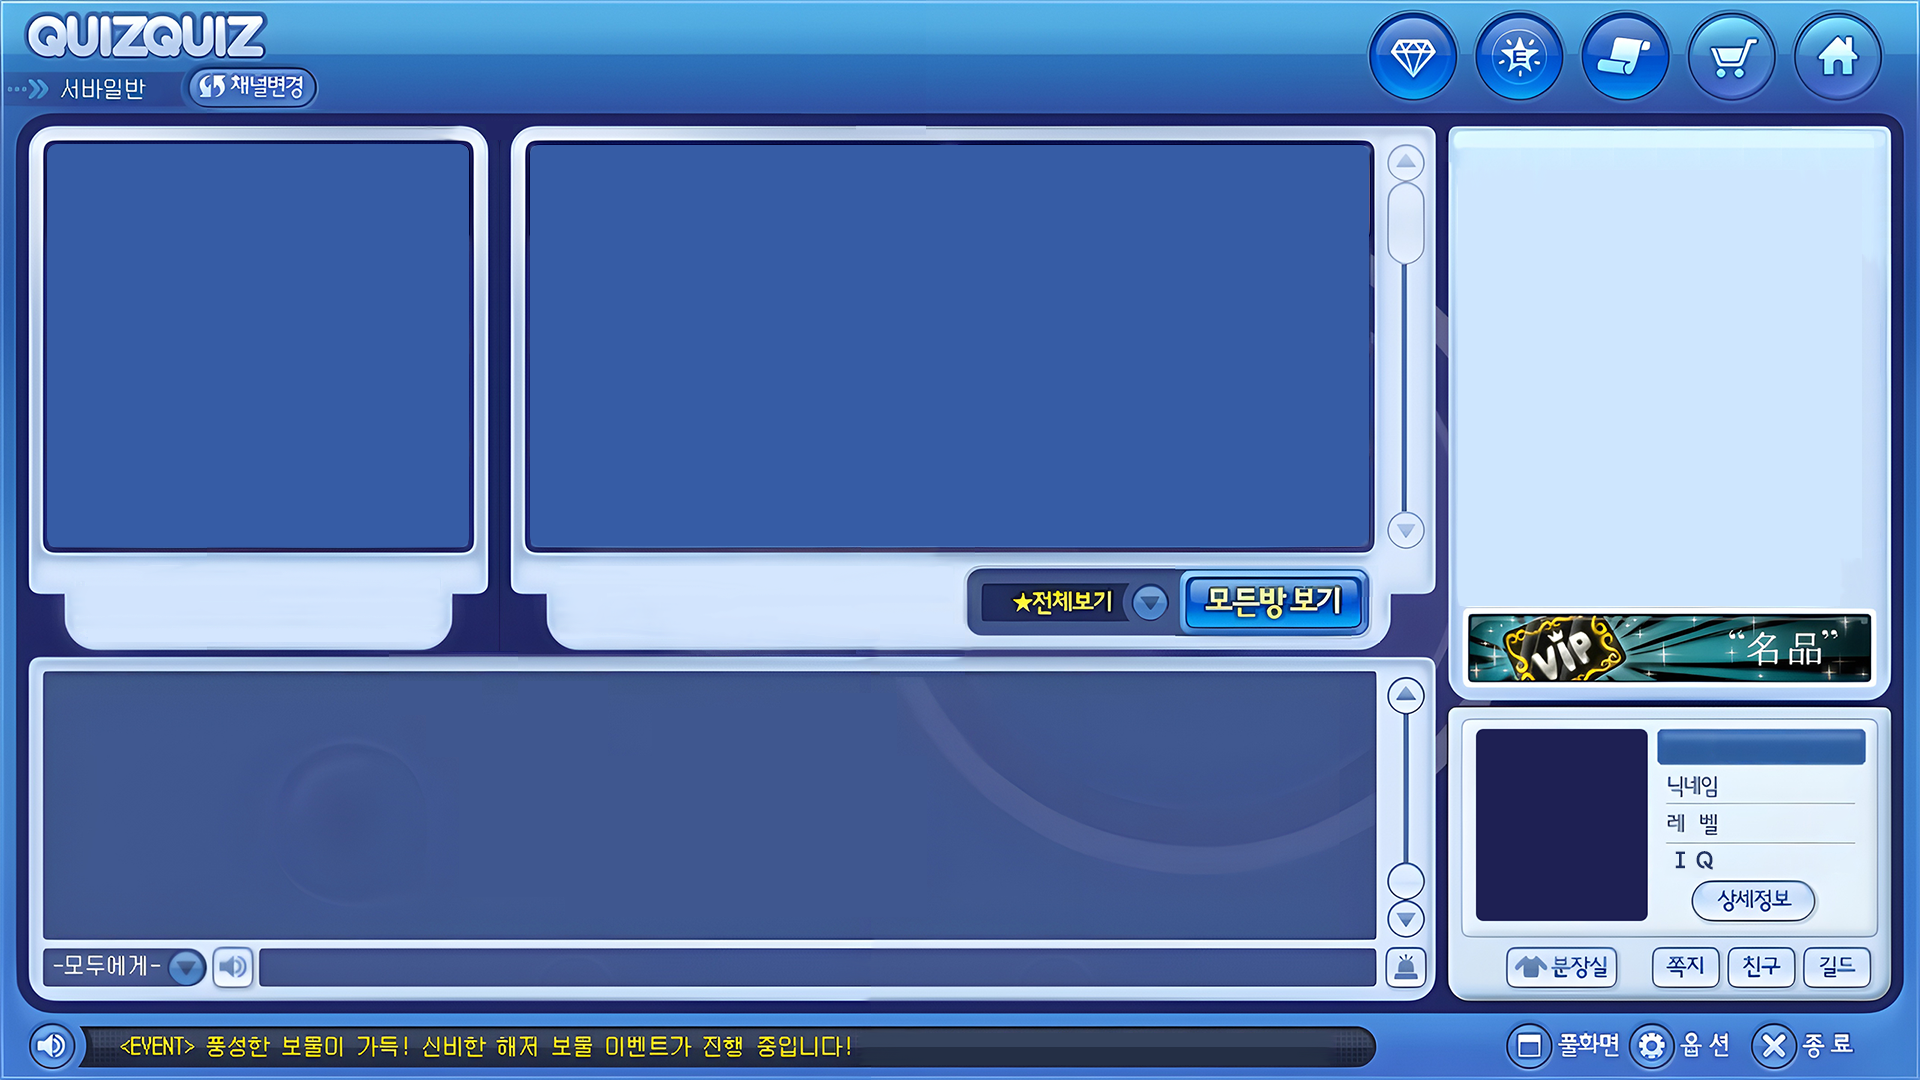 QUIZQUIZ
서바일반
채널변경
E
★전체보기
모든방 보기
VIP
“名品”
닉네임
레 벨
I Q
상세정보
-모두에게-
분장실
쪽지
친구
길드
<EVENT> 풍성한 보물이 가득! 신비한 해저 보물 이벤트가 진행 중입니다!
풀화면
옵 션
종 료